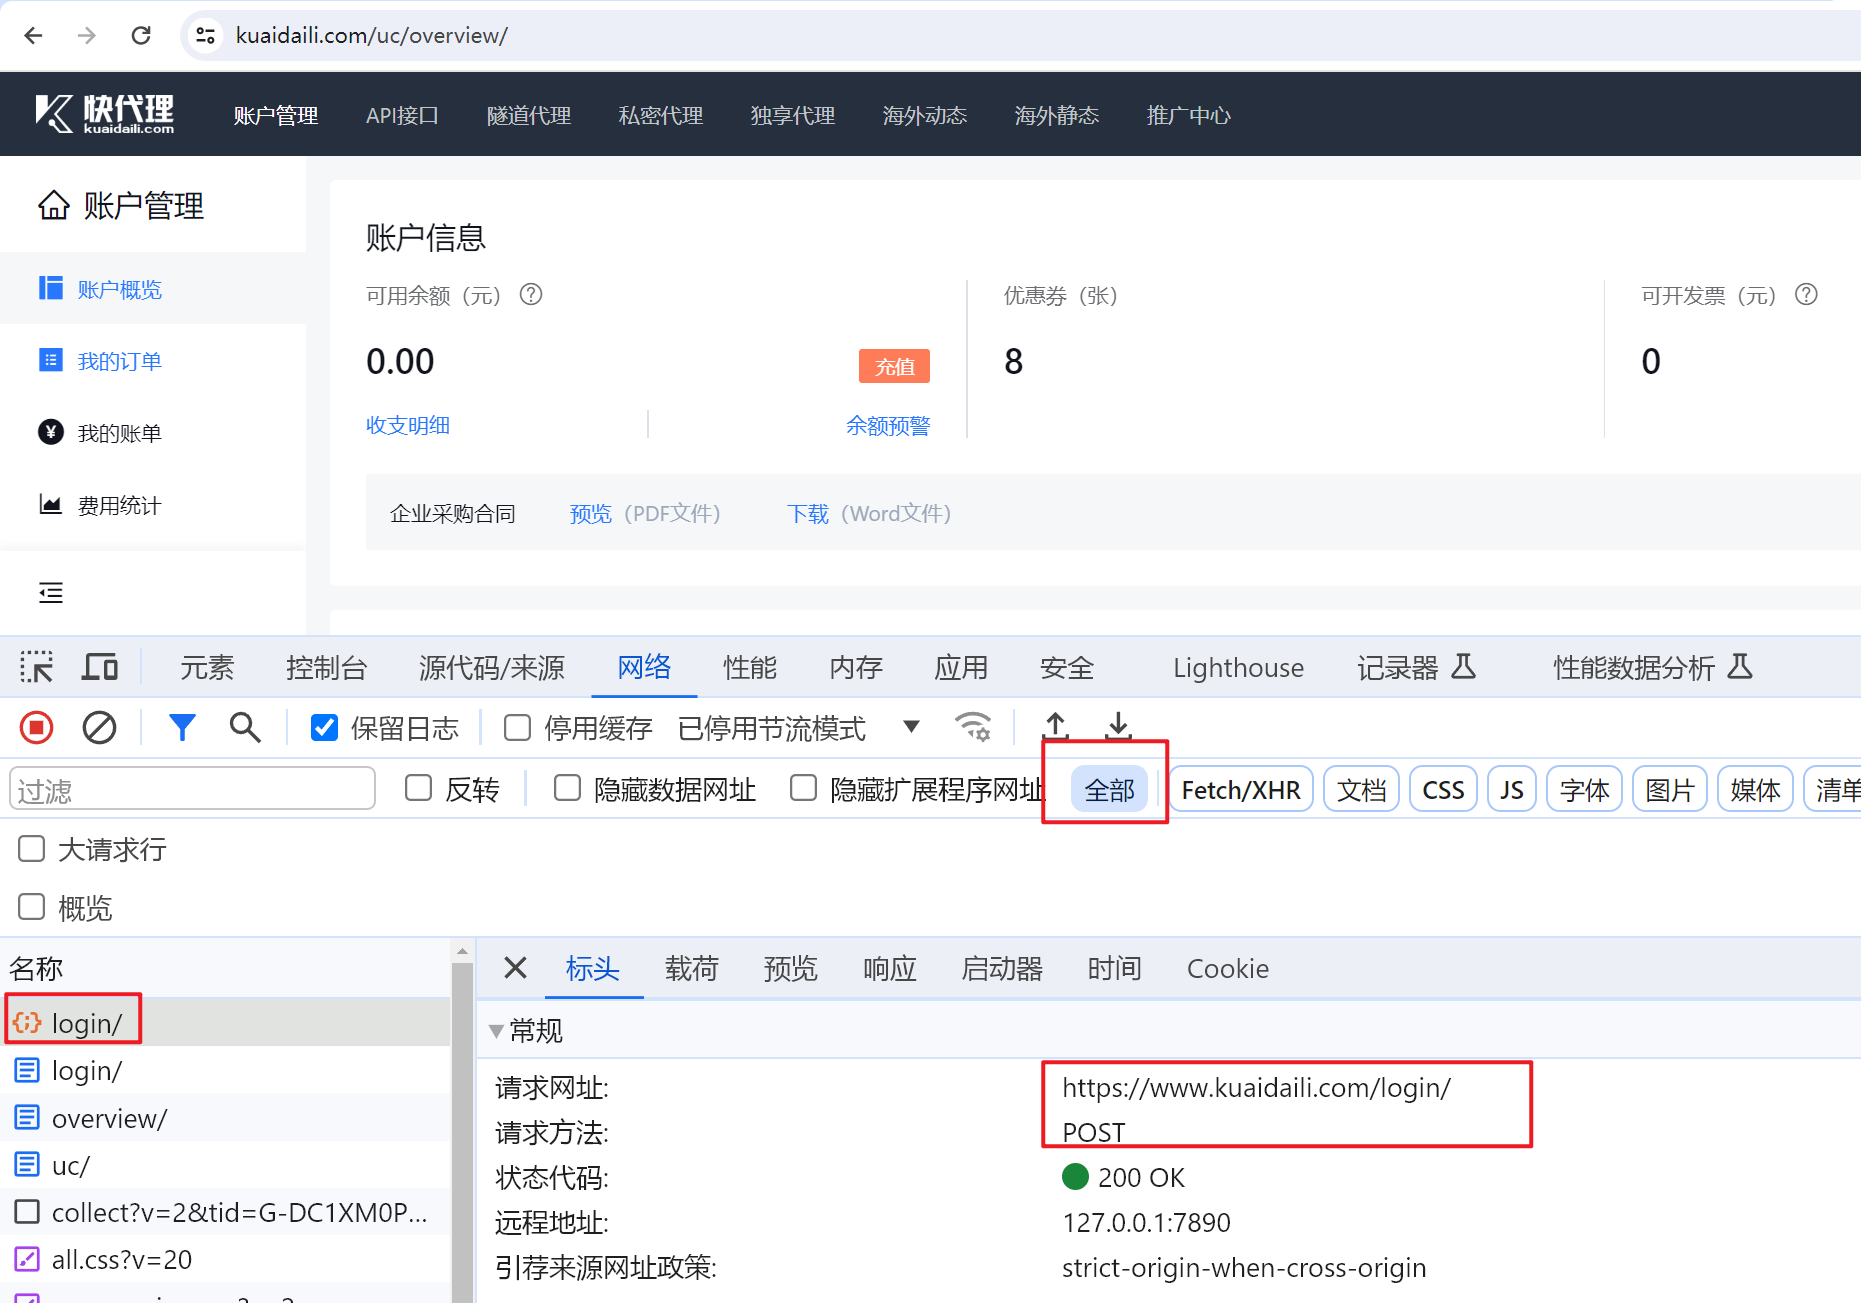 kuaidaili.com/uc/overview/
快代理
kuaidaili.com
账户管理 API接口 隧道代理 私密代理 独享代理 海外动态 海外静态 推广中心
账户管理
账户概览
我的订单
我的账单
费用统计
账户信息
可用余额（元） 优惠券（张） 可开发票（元）
0.00 充值 8 0
收支明细 余额预警
企业采购合同 预览（PDF文件） 下载（Word文件）
元素 控制台 源代码/来源 网络 性能 内存 应用 安全 Lighthouse 记录器 性能数据分析
保留日志 停用缓存 已停用节流模式
过滤 反转 隐藏数据网址 隐藏扩展程序网址 全部 Fetch/XHR 文档 CSS JS 字体 图片 媒体 清单
大请求行
概览
名称
login/
login/
overview/
uc/
collect?v=2&tid=G-DC1XM0P...
all.css?v=20
标头 载荷 预览 响应 启动器 时间 Cookie
常规
请求网址: https://www.kuaidaili.com/login/
请求方法: POST
状态代码: 200 OK
远程地址: 127.0.0.1:7890
引荐来源网址政策: strict-origin-when-cross-origin